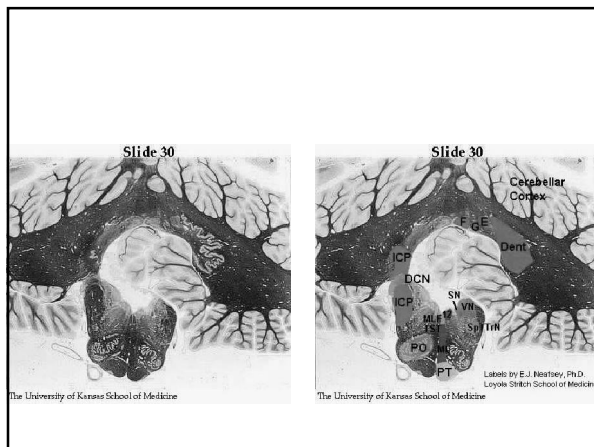 Slide 30
The University of Kansas School of Medicine
Slide 30
Cerebellar
Cortex
F G E
Dent
ICP
DCN
ICP
SN
VN
12
MLF
TST
SpTTrN
PO
ML
PT
Labels by E.J. Neafsey, Ph.D.
Loyola Stritch School of Medicin
The University of Kansas School of Medicine